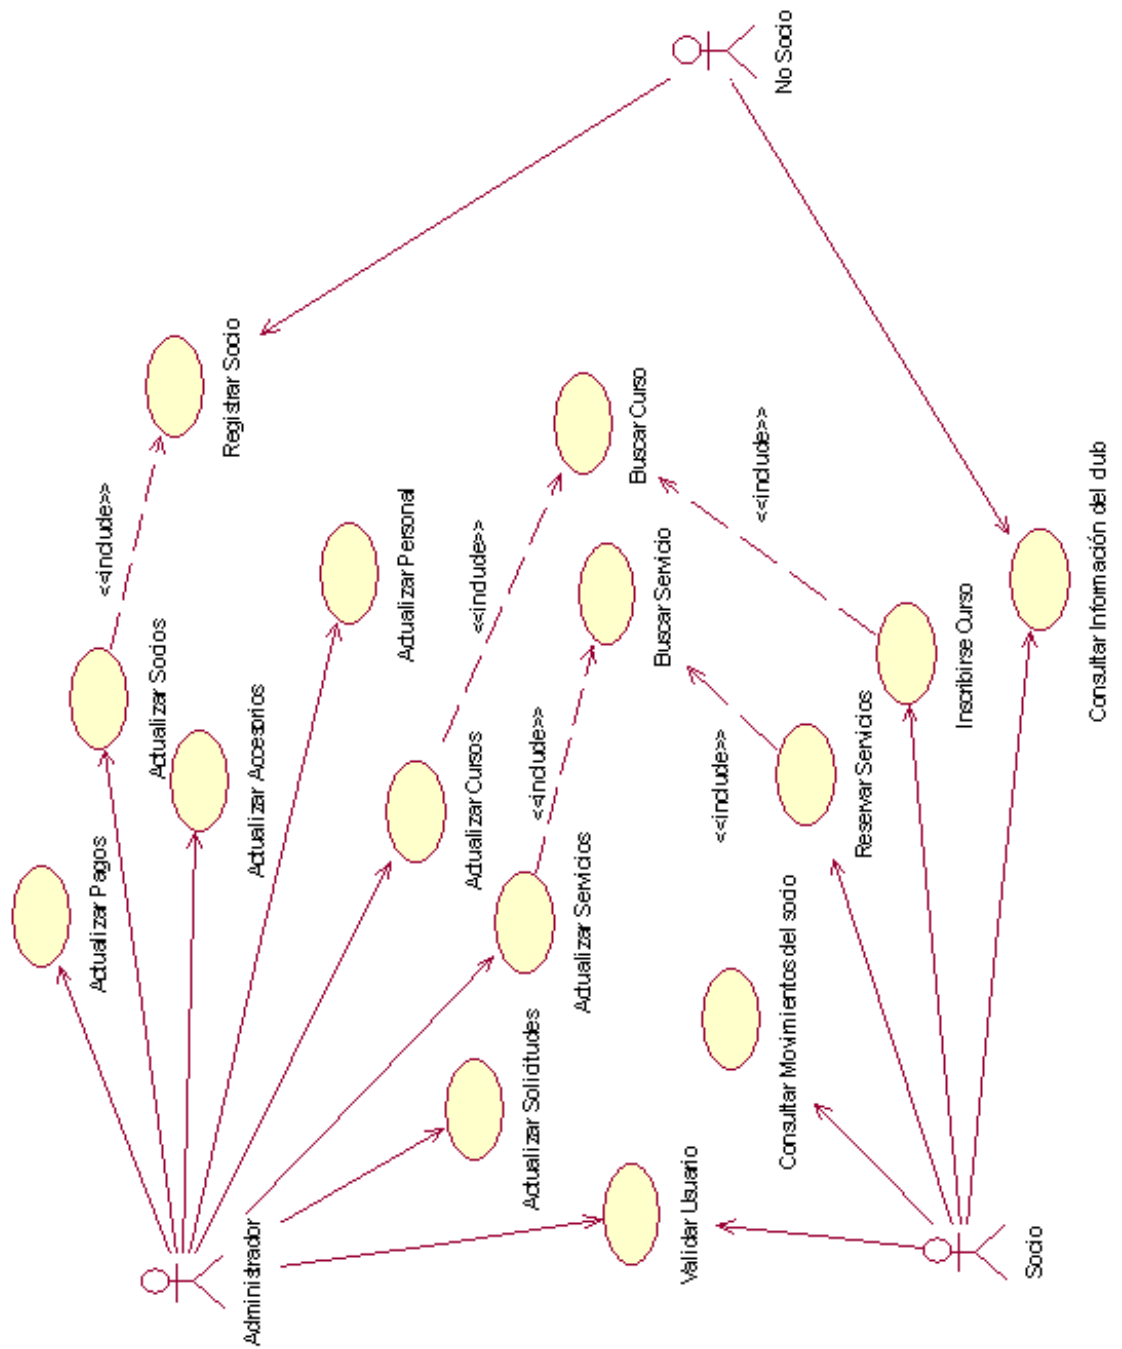 No Socio
Registrar Socio
<<include>>
Actualizar Socios
Actualizar Personal
Buscar Curso
<<include>>
<<include>>
Buscar Servicio
Consultar Información del club
Actualizar Accesorios
Actualizar Pagos
Actualizar Cursos
<<include>>
Actualizar Servicios
<<include>>
Reservar Servicios
Inscribirse Curso
Consultar Movimientos del socio
Actualizar Solicitudes
Validar Usuario
Administrador
Socio